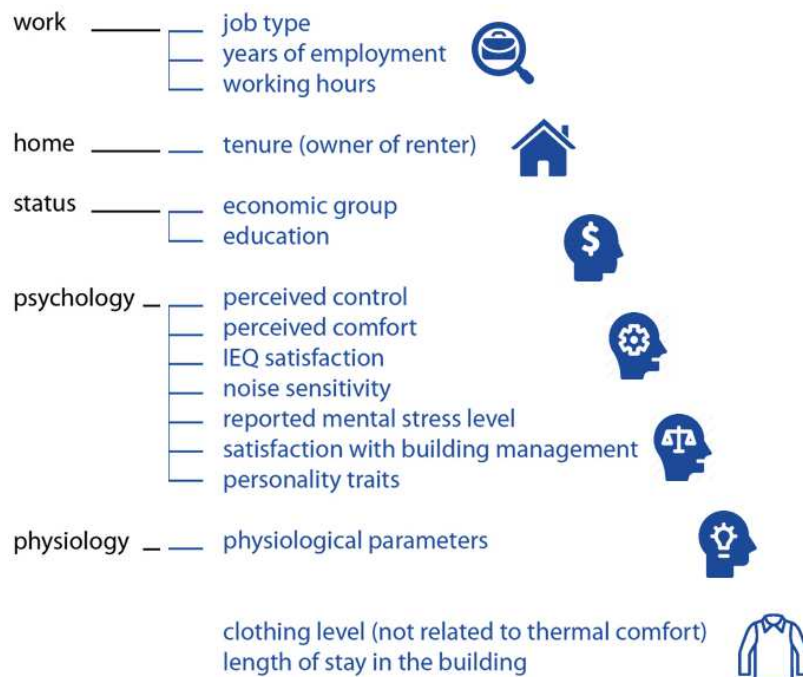 work
job type
years of employment
working hours
home
tenure (owner of renter)
status
economic group
education
psychology
perceived control
perceived comfort
IEQ satisfaction
noise sensitivity
reported mental stress level
satisfaction with building management
personality traits
physiology
physiological parameters
clothing level (not related to thermal comfort)
length of stay in the building